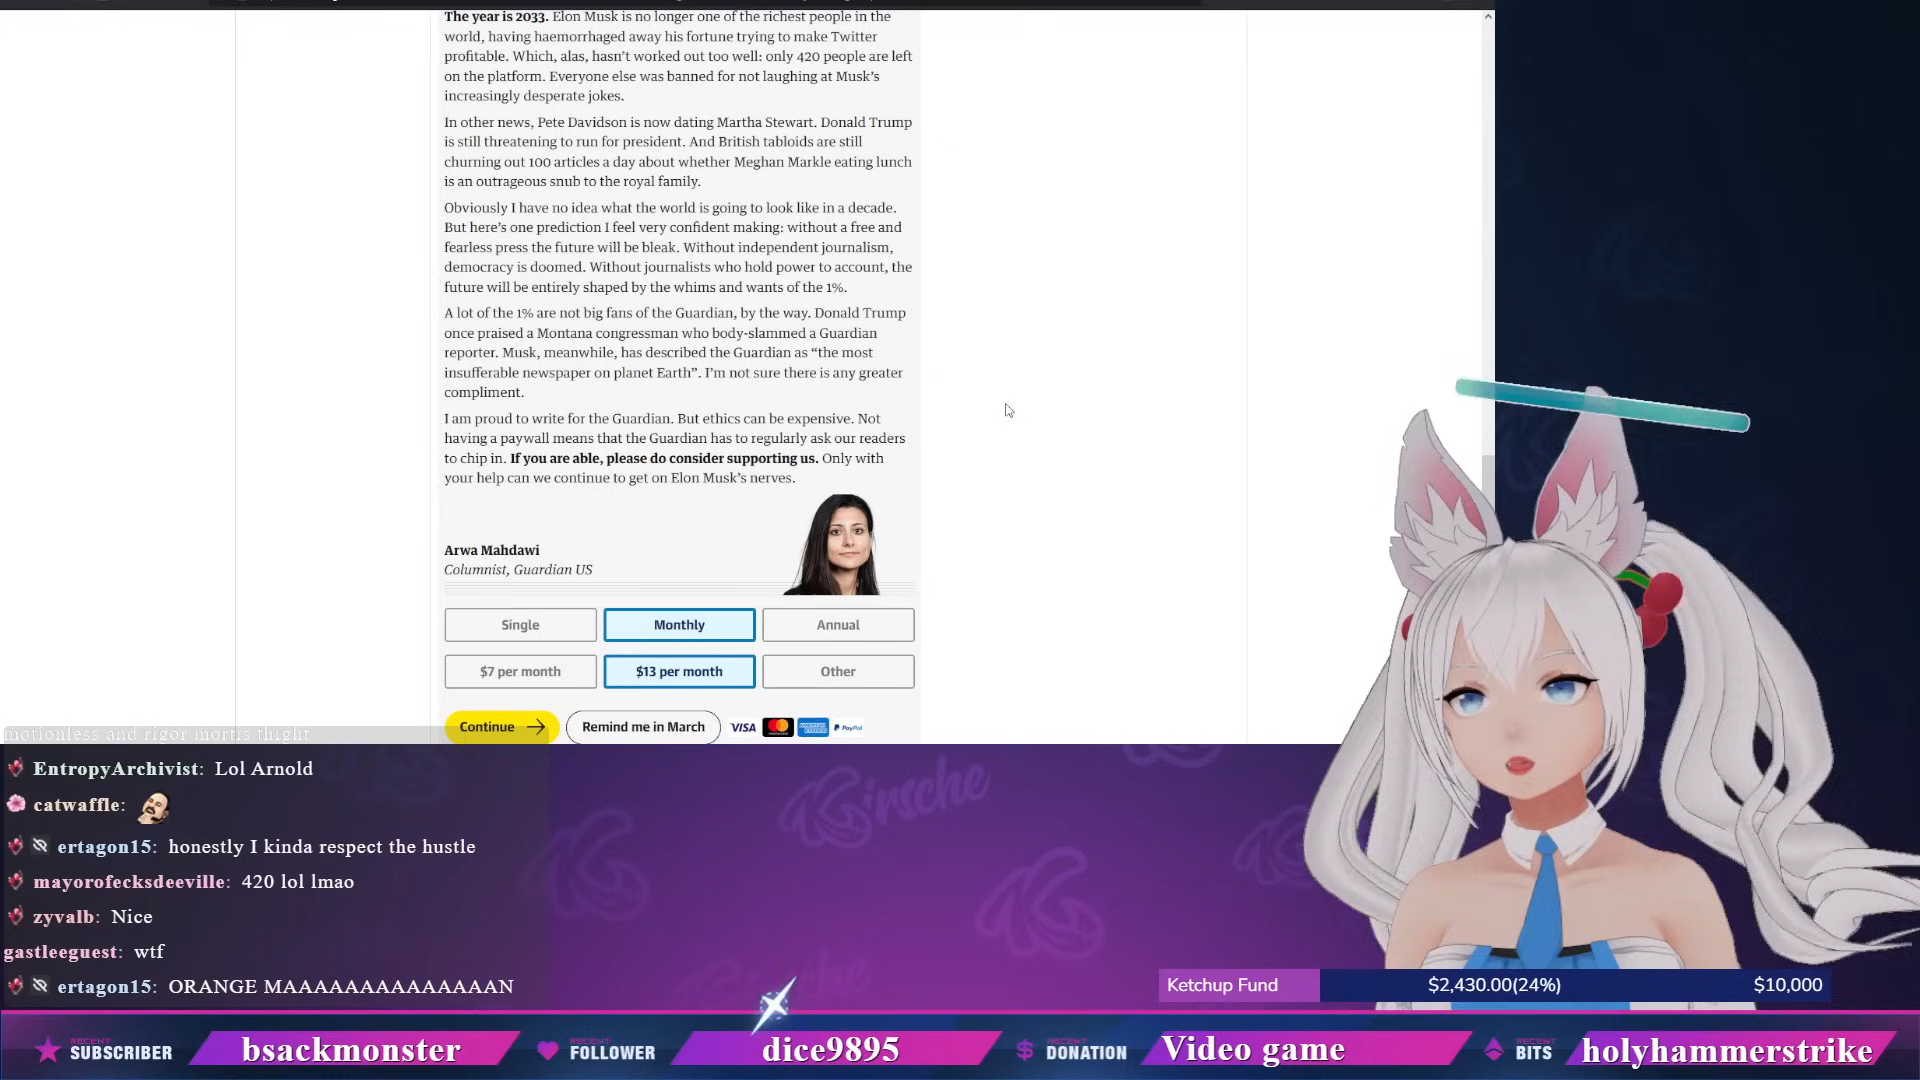 The year is 2033. Elon Musk is no longer one of the richest people in the
world, having haemorrhaged away his fortune trying to make Twitter
profitable. Which, alas, hasn't worked out too well: only 420 people are left
on the platform. Everyone else was banned for not laughing at Musk's
increasingly desperate jokes.
In other news, Pete Davidson is now dating Martha Stewart. Donald Trump
is still threatening to run for president. And British tabloids are still
churning out 100 articles a day about whether Meghan Markle eating lunch
is an outrageous snub to the royal family.
Obviously I have no idea what the world is going to look like in a decade.
But here's one prediction I feel very confident making: without a free and
fearless press the future will be bleak. Without independent journalism,
democracy is doomed. Without journalists who hold power to account, the
future will be entirely shaped by the whims and wants of the 1%.
A lot of the 1% are not big fans of the Guardian, by the way. Donald Trump
once praised a Montana congressman who body-slammed a Guardian
reporter. Musk, meanwhile, has described the Guardian as “the most
insufferable newspaper on planet Earth”. I'm not sure there is any greater
compliment.
I am proud to write for the Guardian. But ethics can be expensive. Not
having a paywall means that the Guardian has to regularly ask our readers
to chip in. If you are able, please do consider supporting us. Only with
your help can we continue to get on Elon Musk's nerves.
Arwa Mahdawi
Columnist, Guardian US
Single Monthly Annual
$7 per month $13 per month Other
Continue Remind me in March VISA PayPal
motionless and rigor mortis thight
EntropyArchivist: Lol Arnold
catwaffle:
ertagon15: honestly I kinda respect the hustle
mayorofecksdeeville: 420 lol lmao
zyvalb: Nice
gastleeguest: wtf
ertagon15: ORANGE MAAAAAAAAAAAAAAN
Kirsche
Ketchup Fund $2,430.00(24%) $10,000
RECENT SUBSCRIBER bsackmonster RECENT FOLLOWER dice9895 RECENT DONATION Video game RECENT BITS holyhammerstrike